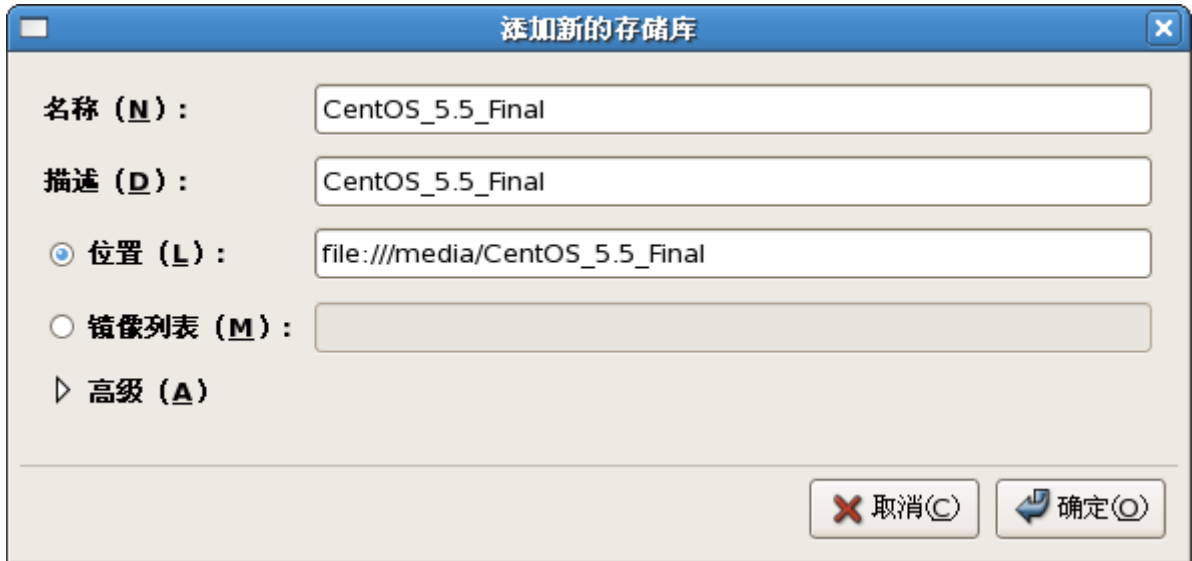 添加新的存储库
名称（N）: CentOS_5.5_Final
描述（D）: CentOS_5.5_Final
位置（L）: file:///media/CentOS_5.5_Final
镜像列表（M）:
高级（A）
取消(C) 确定(O)